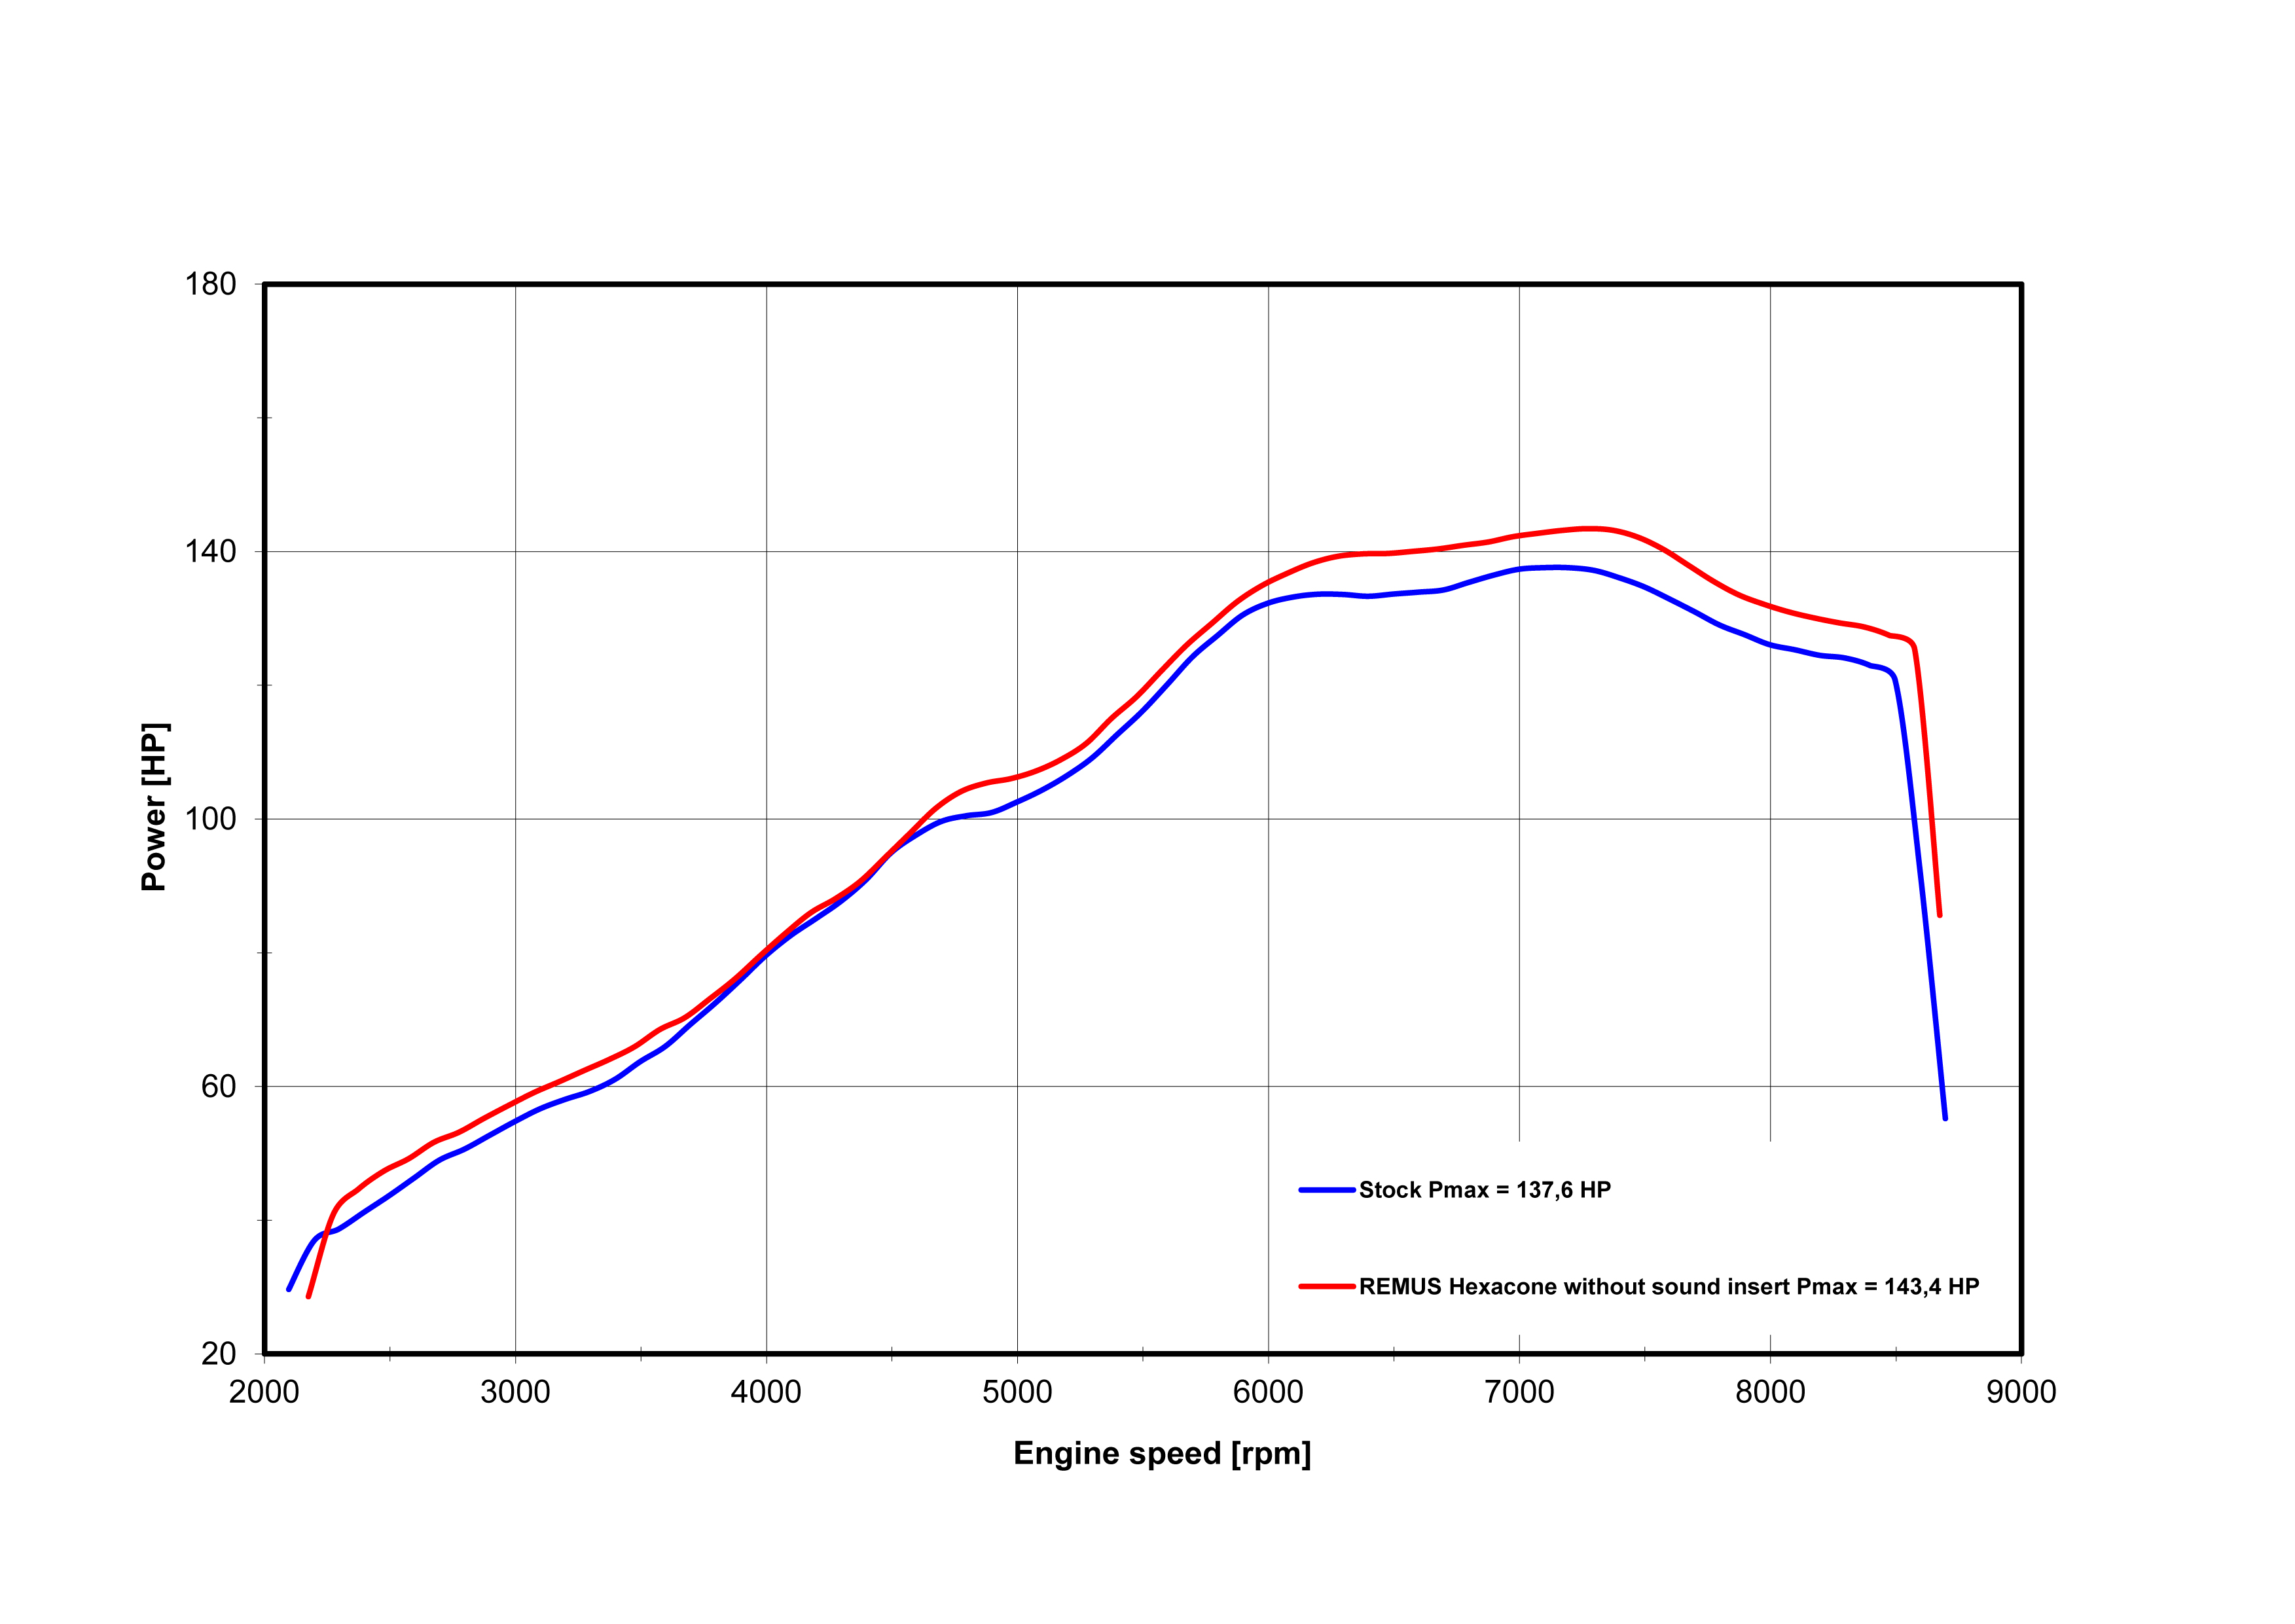 180
140
100
60
20
Power [HP]
Stock Pmax = 137,6 HP
REMUS Hexacone without sound insert Pmax = 143,4 HP
2000 3000 4000 5000 6000 7000 8000 9000
Engine speed [rpm]